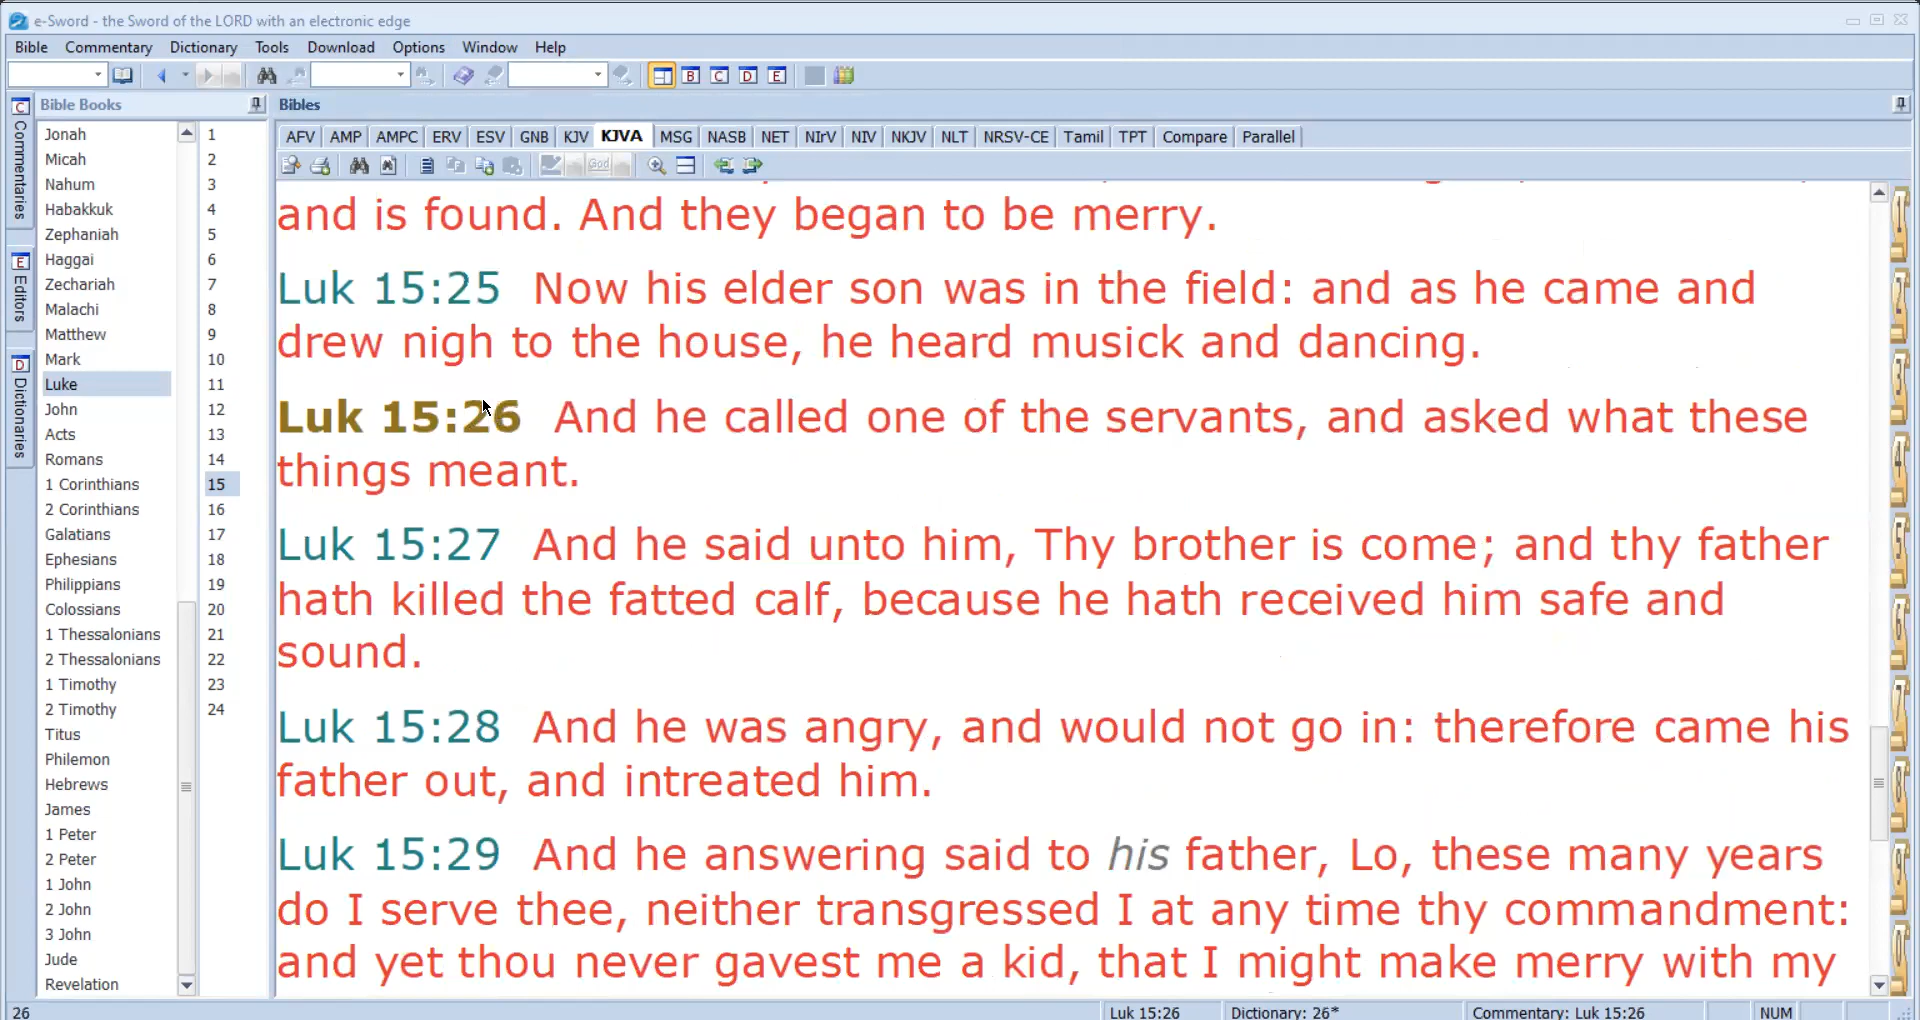 e-Sword - the Sword of the LORD with an electronic edge
Bible Commentary Dictionary Tools Download Options Window Help
B C D E
Bible Books
Bibles
C Commentaries
E Editors
D Dictionaries
AFV AMP AMPC ERV ESV GNB KJV KJVA MSG NASB NET NIrV NIV NKJV NLT NRSV-CE Tamil TPT Compare Parallel
God
Jonah
Micah
Nahum
Habakkuk
Zephaniah
Haggai
Zechariah
Malachi
Matthew
Mark
Luke
John
Acts
Romans
1 Corinthians
2 Corinthians
Galatians
Ephesians
Philippians
Colossians
1 Thessalonians
2 Thessalonians
1 Timothy
2 Timothy
Titus
Philemon
Hebrews
James
1 Peter
2 Peter
1 John
2 John
3 John
Jude
Revelation
1
2
3
4
5
6
7
8
9
10
11
12
13
14
15
16
17
18
19
20
21
22
23
24
and is found. And they began to be merry.
Luk 15:25 Now his elder son was in the field: and as he came and
drew nigh to the house, he heard musick and dancing.
Luk 15:26 And he called one of the servants, and asked what these
things meant.
Luk 15:27 And he said unto him, Thy brother is come; and thy father
hath killed the fatted calf, because he hath received him safe and
sound.
Luk 15:28 And he was angry, and would not go in: therefore came his
father out, and intreated him.
Luk 15:29 And he answering said to his father, Lo, these many years
do I serve thee, neither transgressed I at any time thy commandment:
and yet thou never gavest me a kid, that I might make merry with my
1
2
3
4
5
6
7
8
9
0
26
Luk 15:26
Dictionary: 26*
Commentary: Luk 15:26
NUM